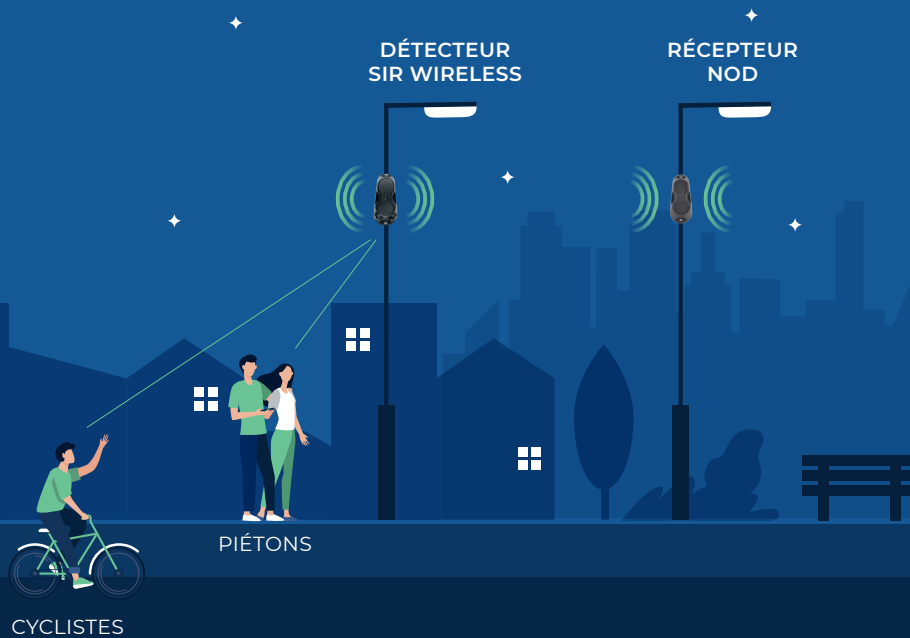 DÉTECTEUR
SIR WIRELESS
RÉCEPTEUR
NOD
PIÉTONS
CYCLISTES